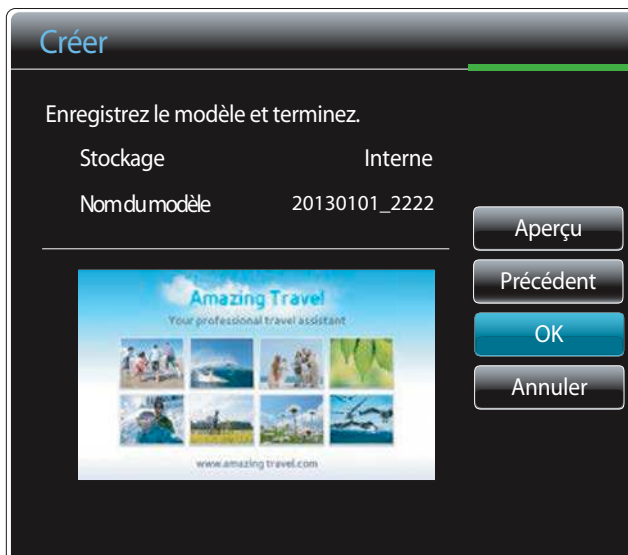 Créer
Enregistrez le modèle et terminez.
Stockage Interne
Nom du modèle 20130101_2222
Aperçu
Précédent
OK
Annuler
Amazing Travel
Your professional travel assistant
www.amazing travel.com